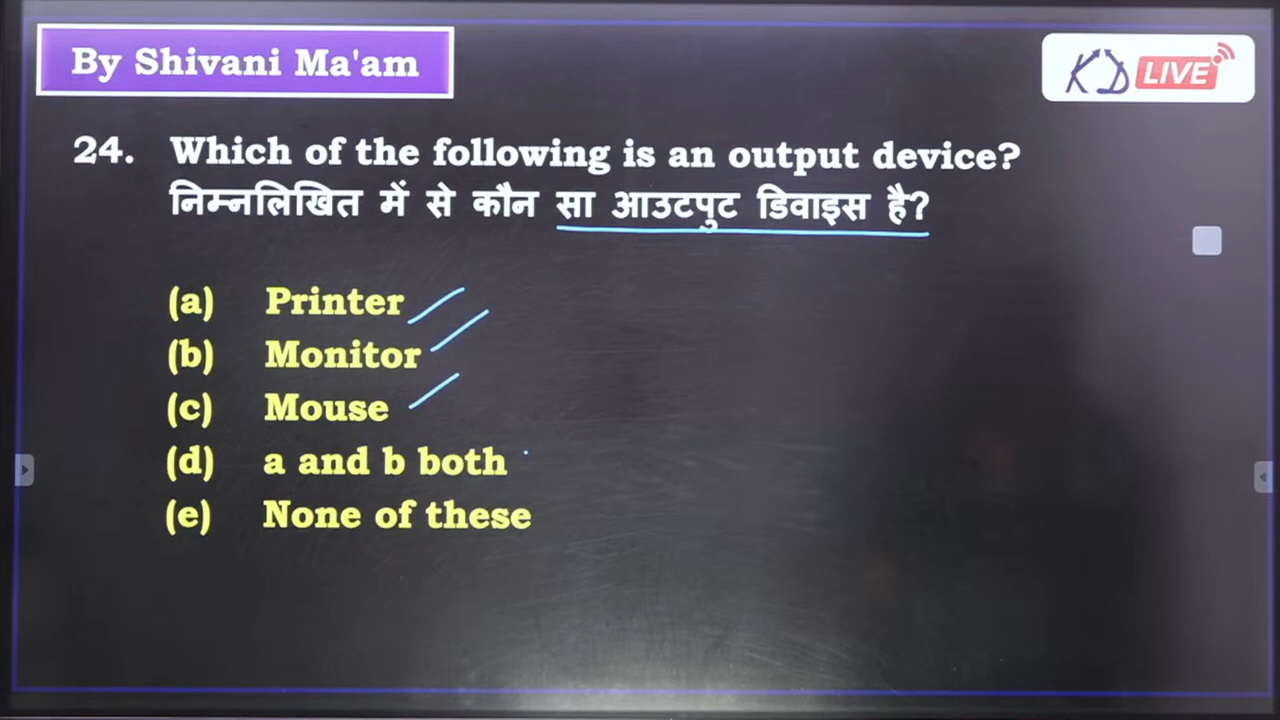 By Shivani Ma'am
KD LIVE
24. Which of the following is an output device?
निम्नलिखित में से कौन सा आउटपुट डिवाइस है?
(a) Printer
(b) Monitor
(c) Mouse
(d) a and b both
(e) None of these